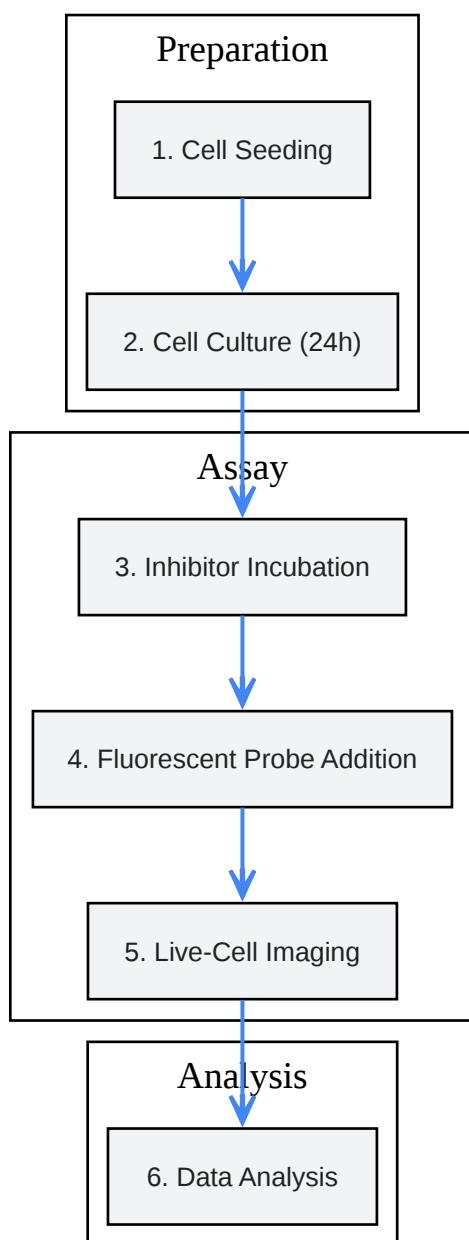 Preparation
1. Cell Seeding
2. Cell Culture (24h)
Assay
3. Inhibitor Incubation
4. Fluorescent Probe Addition
5. Live-Cell Imaging
Analysis
6. Data Analysis